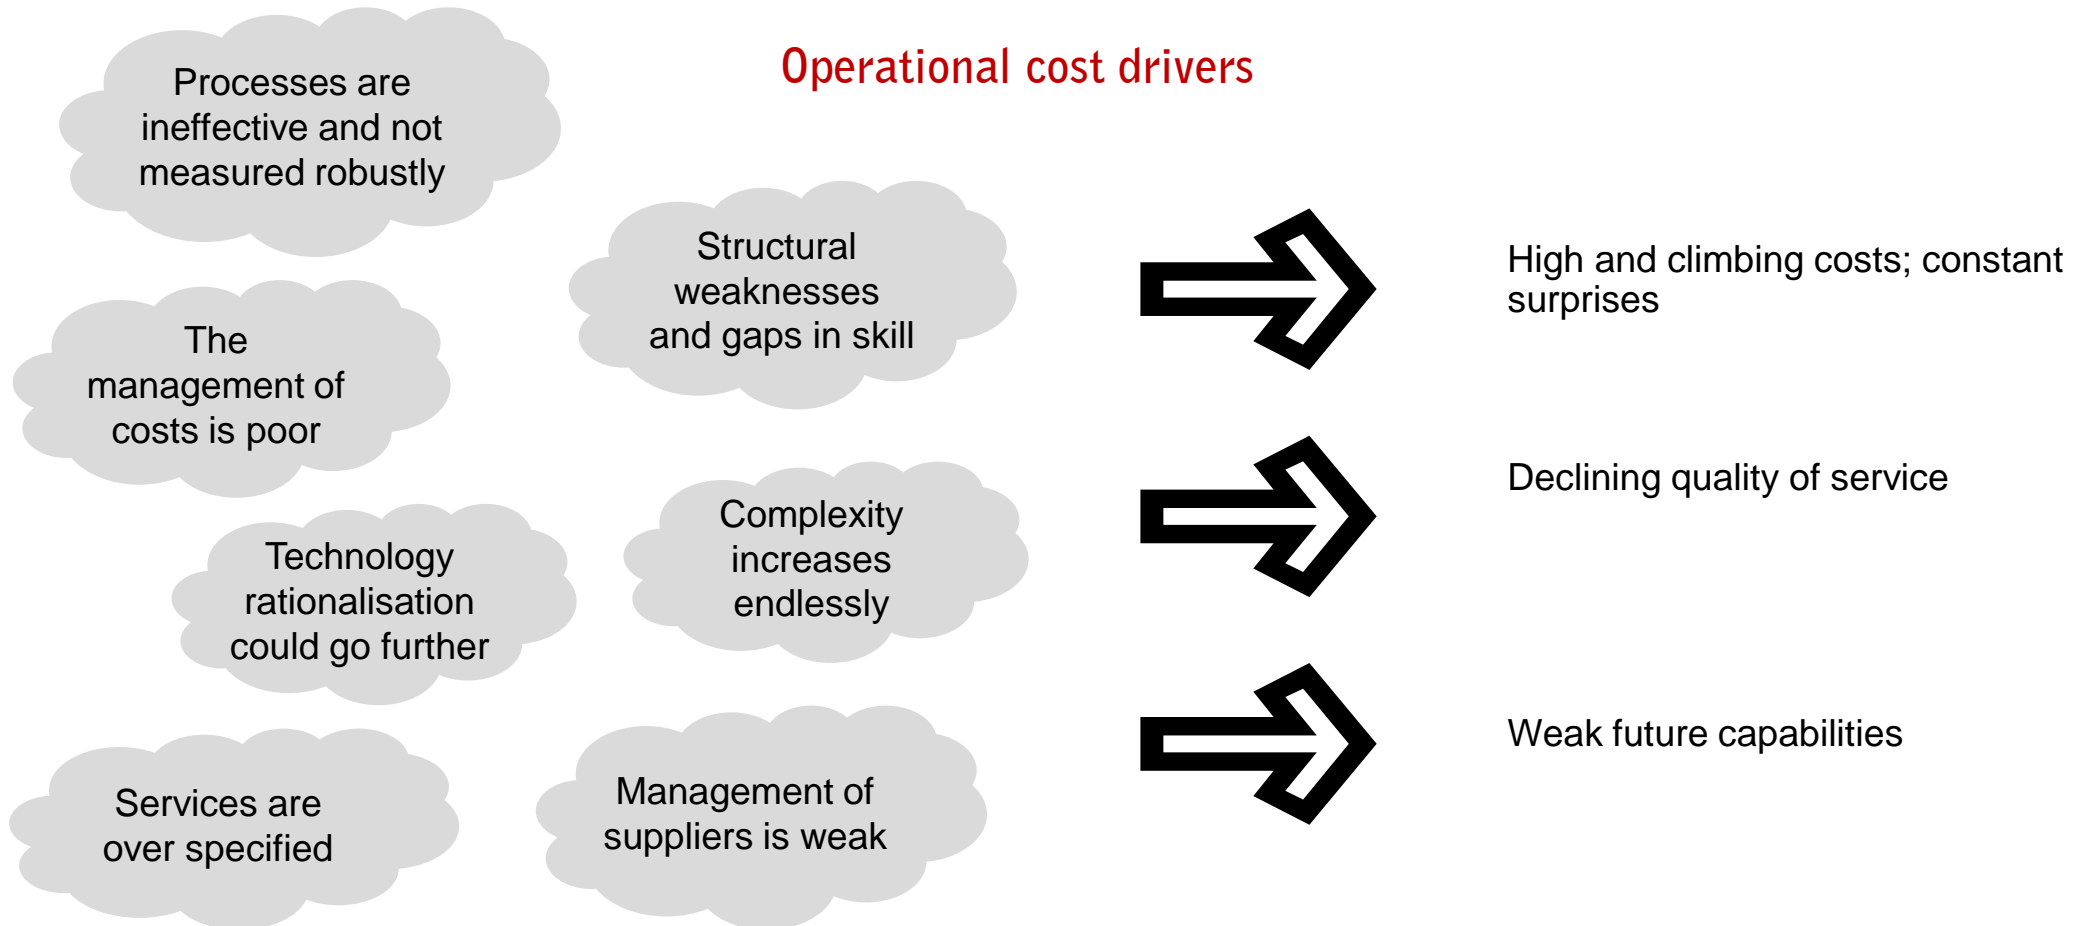 Operational cost drivers
Processes are
ineffective and not
measured robustly
Structural
weaknesses
and gaps in skill
The
management of
costs is poor
Complexity
increases
endlessly
Technology
rationalisation
could go further
Services are
over specified
Management of
suppliers is weak
High and climbing costs; constant
surprises
Declining quality of service
Weak future capabilities